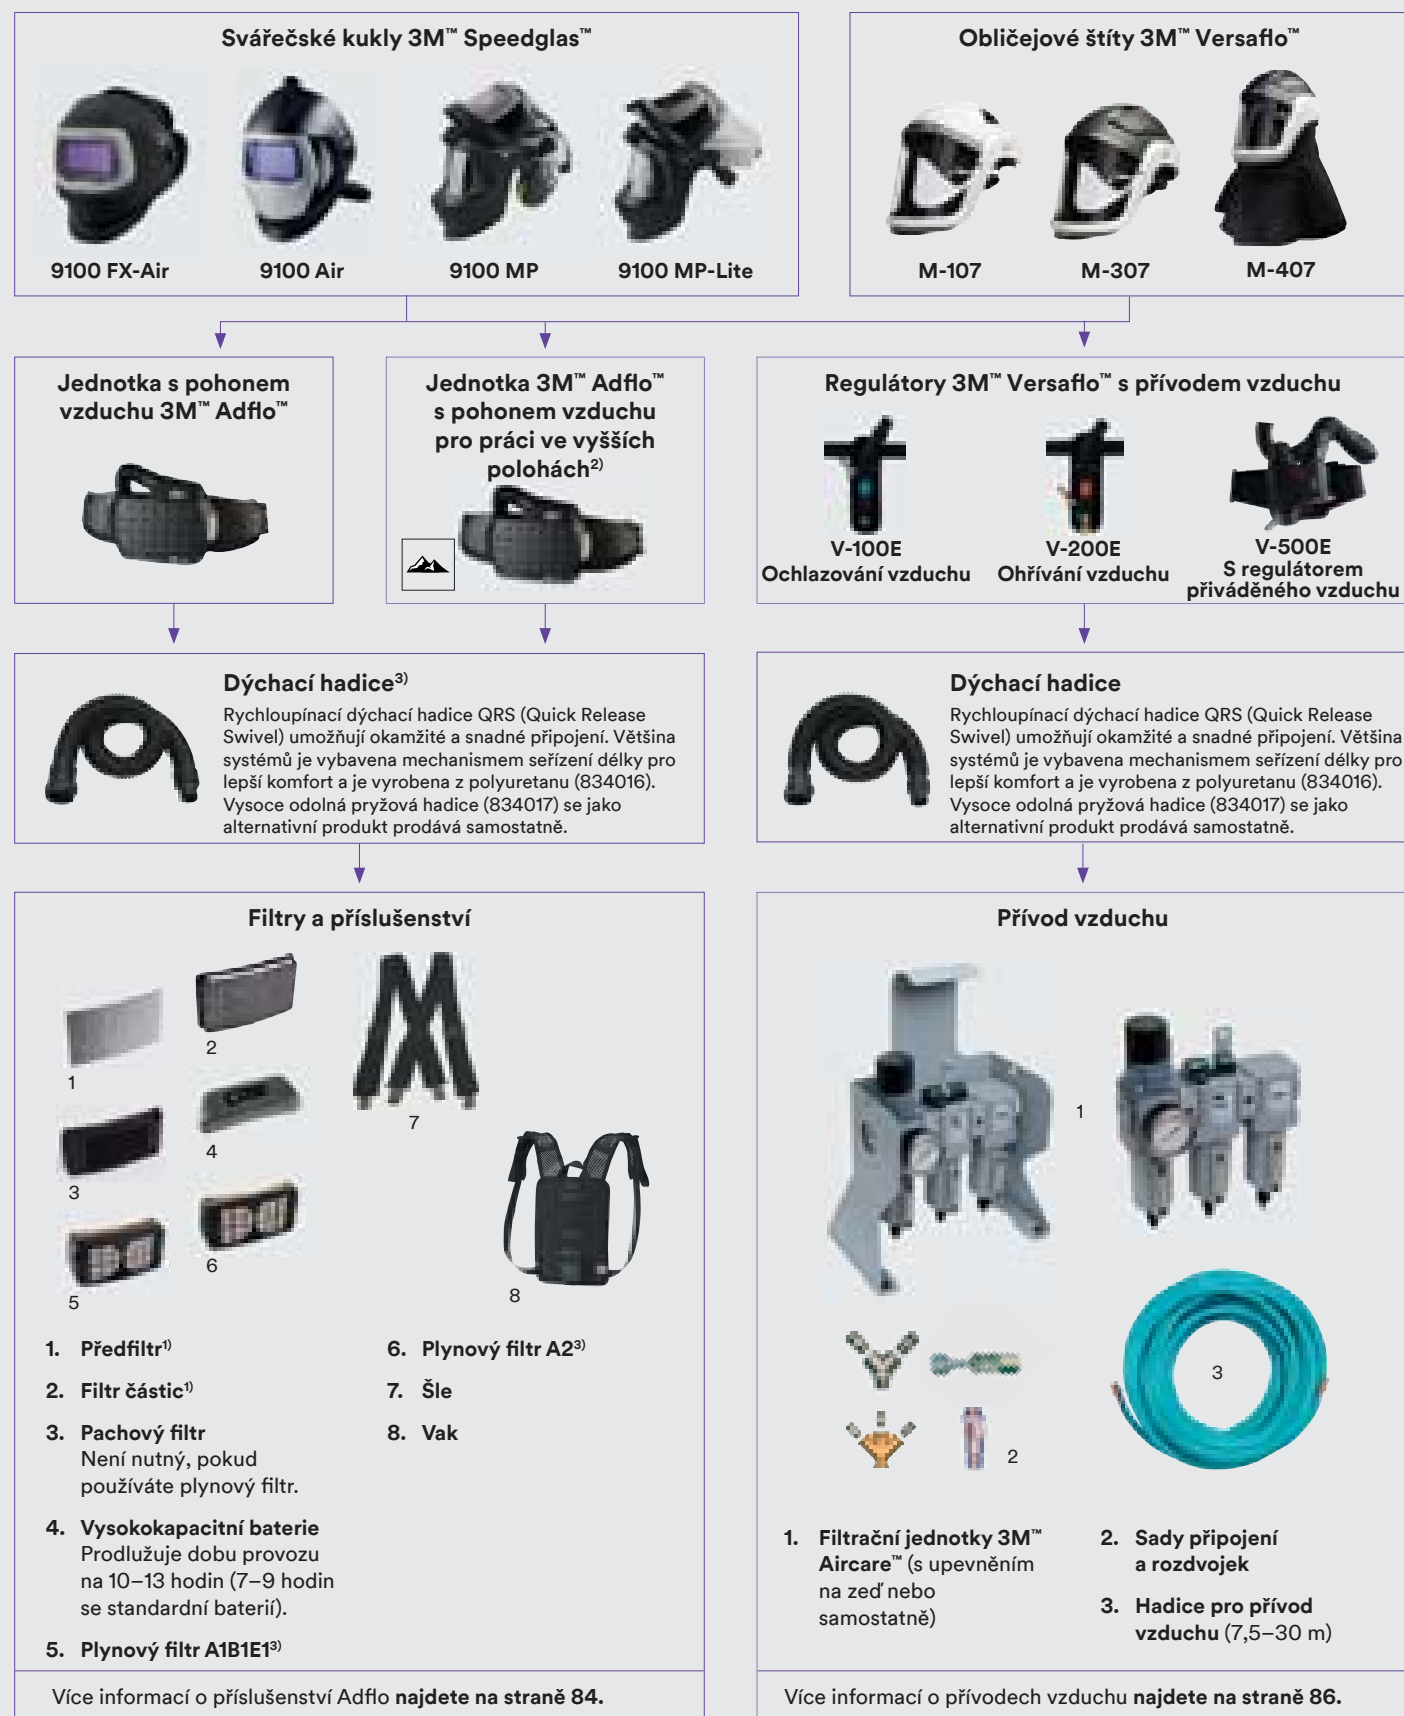 Svářečské kukly 3M™ Speedglas™
9100 FX-Air
9100 Air
9100 MP
9100 MP-Lite
Obličejové štíty 3M™ Versaflo™
M-107
M-307
M-407
Jednotka s pohonem
vzduchu 3M™ Adflo™
Jednotka 3M™ Adflo™
s pohonem vzduchu
pro práci ve vyšších
polohách2)
Regulátory 3M™ Versaflo™ s přívodem vzduchu
V-100E
Ochlazování vzduchu
V-200E
Ohřívání vzduchu
V-500E
S regulátorem
přiváděného vzduchu
Dýchací hadice3)
Rychloupínací dýchací hadice QRS (Quick Release
Swivel) umožňují okamžité a snadné připojení. Většina
systémů je vybavena mechanismem seřízení délky pro
lepší komfort a je vyrobena z polyuretanu (834016).
Vysoce odolná pryžová hadice (834017) se jako
alternativní produkt prodává samostatně.
Dýchací hadice
Rychloupínací dýchací hadice QRS (Quick Release
Swivel) umožňují okamžité a snadné připojení. Většina
systémů je vybavena mechanismem seřízení délky pro
lepší komfort a je vyrobena z polyuretanu (834016).
Vysoce odolná pryžová hadice (834017) se jako
alternativní produkt prodává samostatně.
Filtry a příslušenství
1
2
3
4
5
6
7
8
1. Předfiltr1)
2. Filtr částic1)
3. Pachový filtr
Není nutný, pokud
používáte plynový filtr.
4. Vysokokapacitní baterie
Prodlužuje dobu provozu
na 10–13 hodin (7–9 hodin
se standardní baterií).
5. Plynový filtr A1B1E13)
6. Plynový filtr A23)
7. Šle
8. Vak
Více informací o příslušenství Adflo najdete na straně 84.
Přívod vzduchu
1
2
3
1. Filtrační jednotky 3M™
Aircare™ (s upevněním
na zeď nebo
samostatně)
2. Sady připojení
a rozdvojek
3. Hadice pro přívod
vzduchu (7,5–30 m)
Více informací o přívodech vzduchu najdete na straně 86.